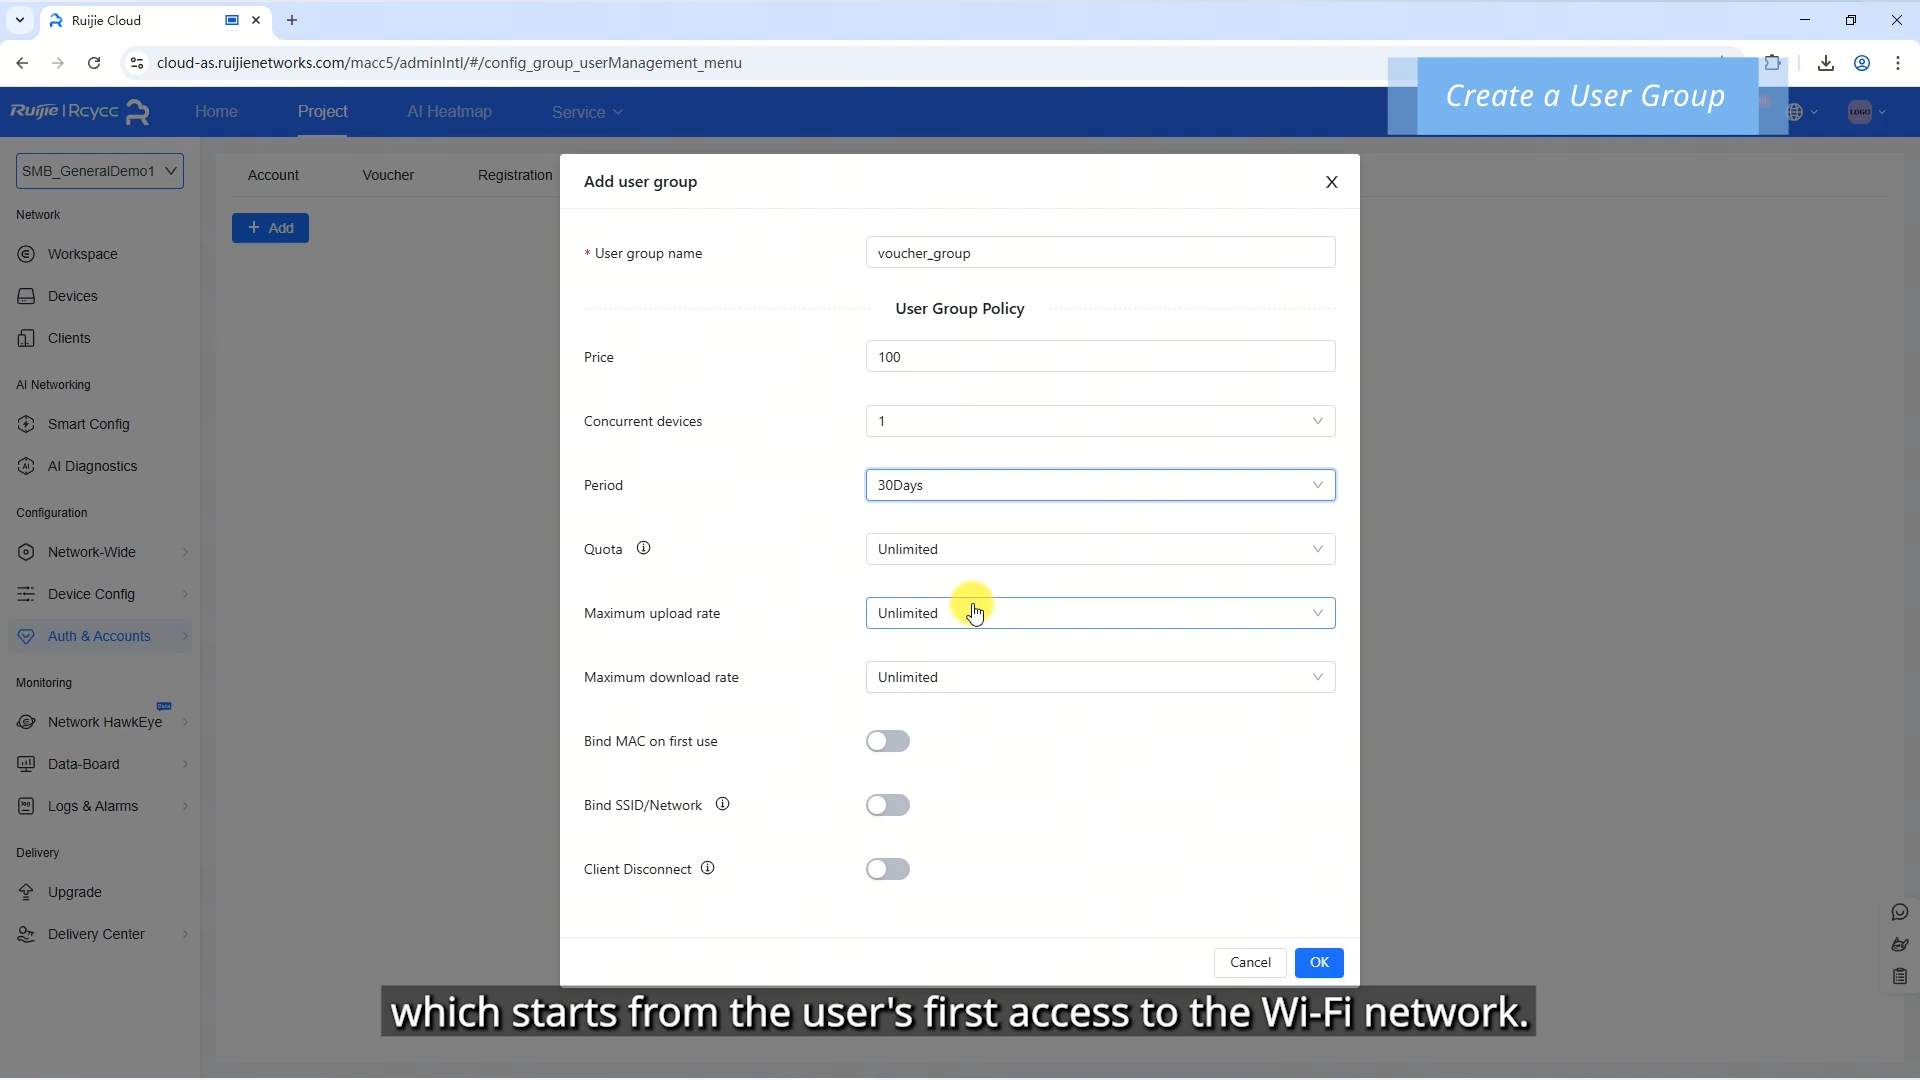 Ruijie Cloud
cloud-as.ruijienetworks.com/macc5/adminIntl/#/config_group_userManagement_menu
Create a User Group
Ruijie | Rcycc
Home
Project
AI Heatmap
Service
LOGO
SMB_GeneralDemo1
Account
Voucher
Registration
Add
Network
Workspace
Devices
Clients
AI Networking
Smart Config
AI Diagnostics
Configuration
Network-Wide
Device Config
Auth & Accounts
Monitoring
Beta
Network HawkEye
Data-Board
Logs & Alarms
Delivery
Upgrade
Delivery Center
Add user group
* User group name
voucher_group
User Group Policy
Price
100
Concurrent devices
1
Period
30Days
Quota
Unlimited
Maximum upload rate
Unlimited
Maximum download rate
Unlimited
Bind MAC on first use
Bind SSID/Network
Client Disconnect
Cancel
OK
which starts from the user's first access to the Wi-Fi network.